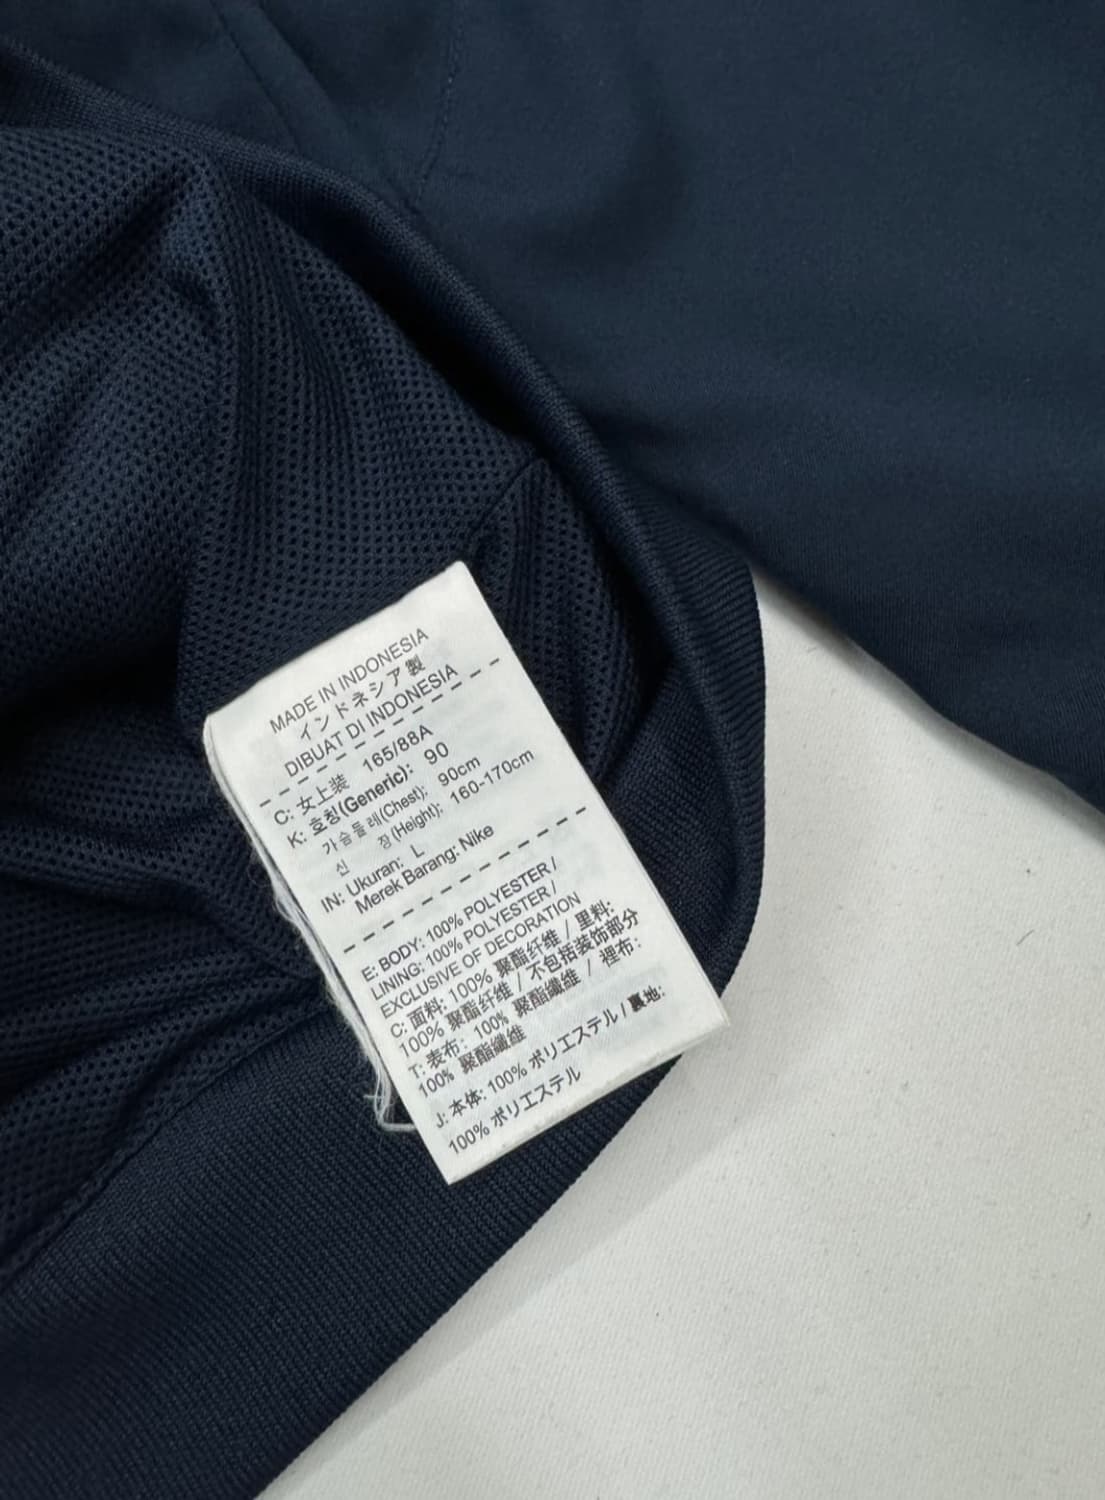 MADE IN INDONESIA
インドネシア製
DIBUAT DI INDONESIA
C: 女上装 165/88A
K: 호칭(Generic): 90
가슴둘레(Chest): 90cm
신 장(Height): 160-170cm
IN: Ukuran: L
Merek Barang: Nike
E: BODY: 100% POLYESTER /
LINING: 100% POLYESTER /
EXCLUSIVE OF DECORATION
C: 面料: 100% 聚酯纤维 / 里料:
100% 聚酯纤维 / 不包括装饰部分
T: 表布: 100% 聚酯纖維 / 裡布:
100% 聚酯纖維
J: 本体: 100% ポリエステル / 裏地:
100% ポリエステル